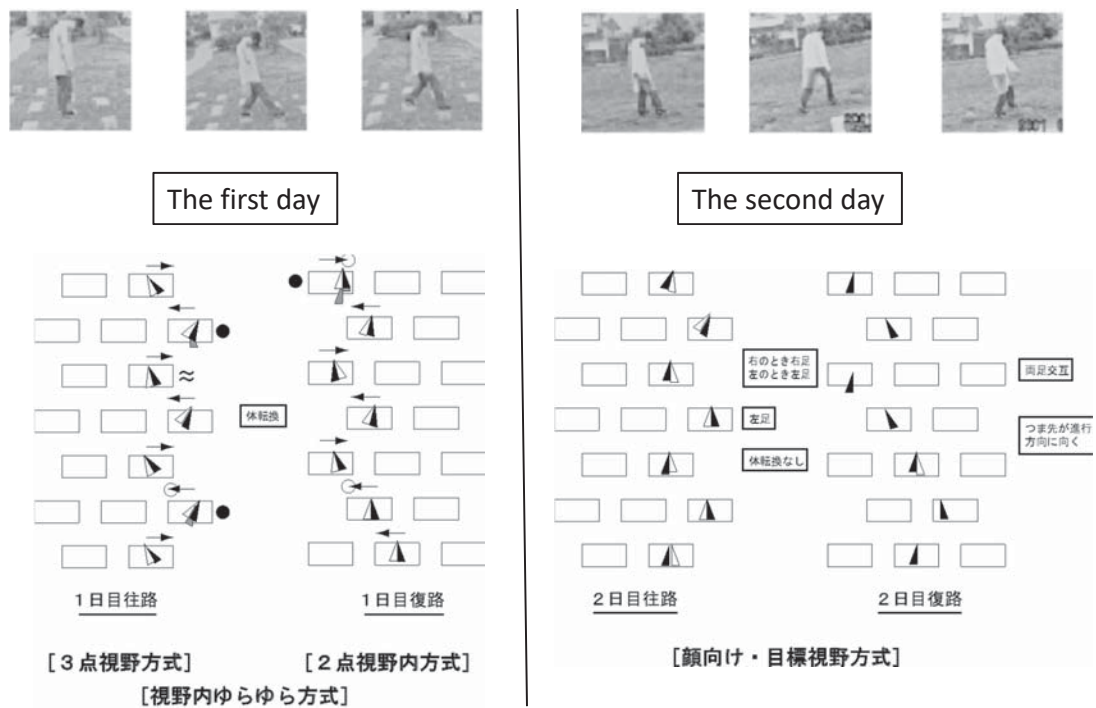 The first day
The second day
体転換
右のとき右足
左のとき左足
左足
体転換なし
両足交互
つま先が進行
方向に向く
1日目往路
1日目復路
2日目往路
2日目復路
[3点視野方式]
[2点視野内方式]
[視野内ゆらゆら方式]
[顔向け・目標視野方式]